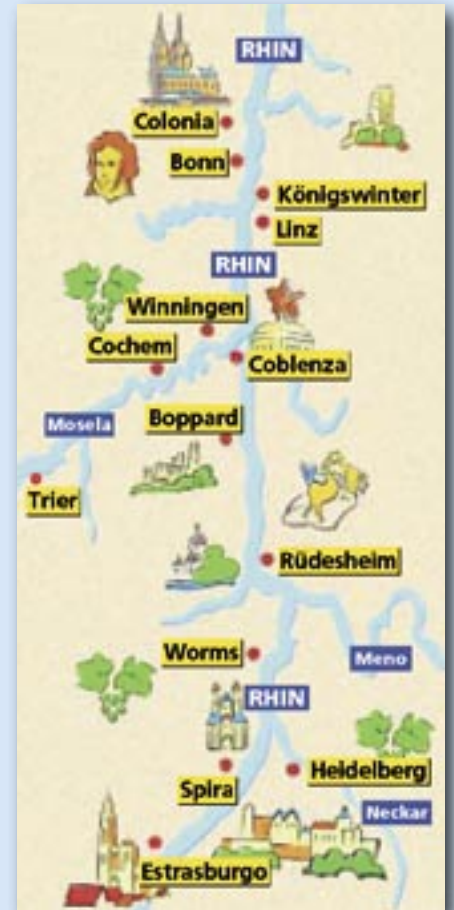 RHIN
Colonia
Bonn
Königswinter
Linz
RHIN
Winningen
Cochem
Coblenza
Boppard
Mosela
Trier
Rüdesheim
Worms
Meno
RHIN
Heidelberg
Spira
Neckar
Estrasburgo